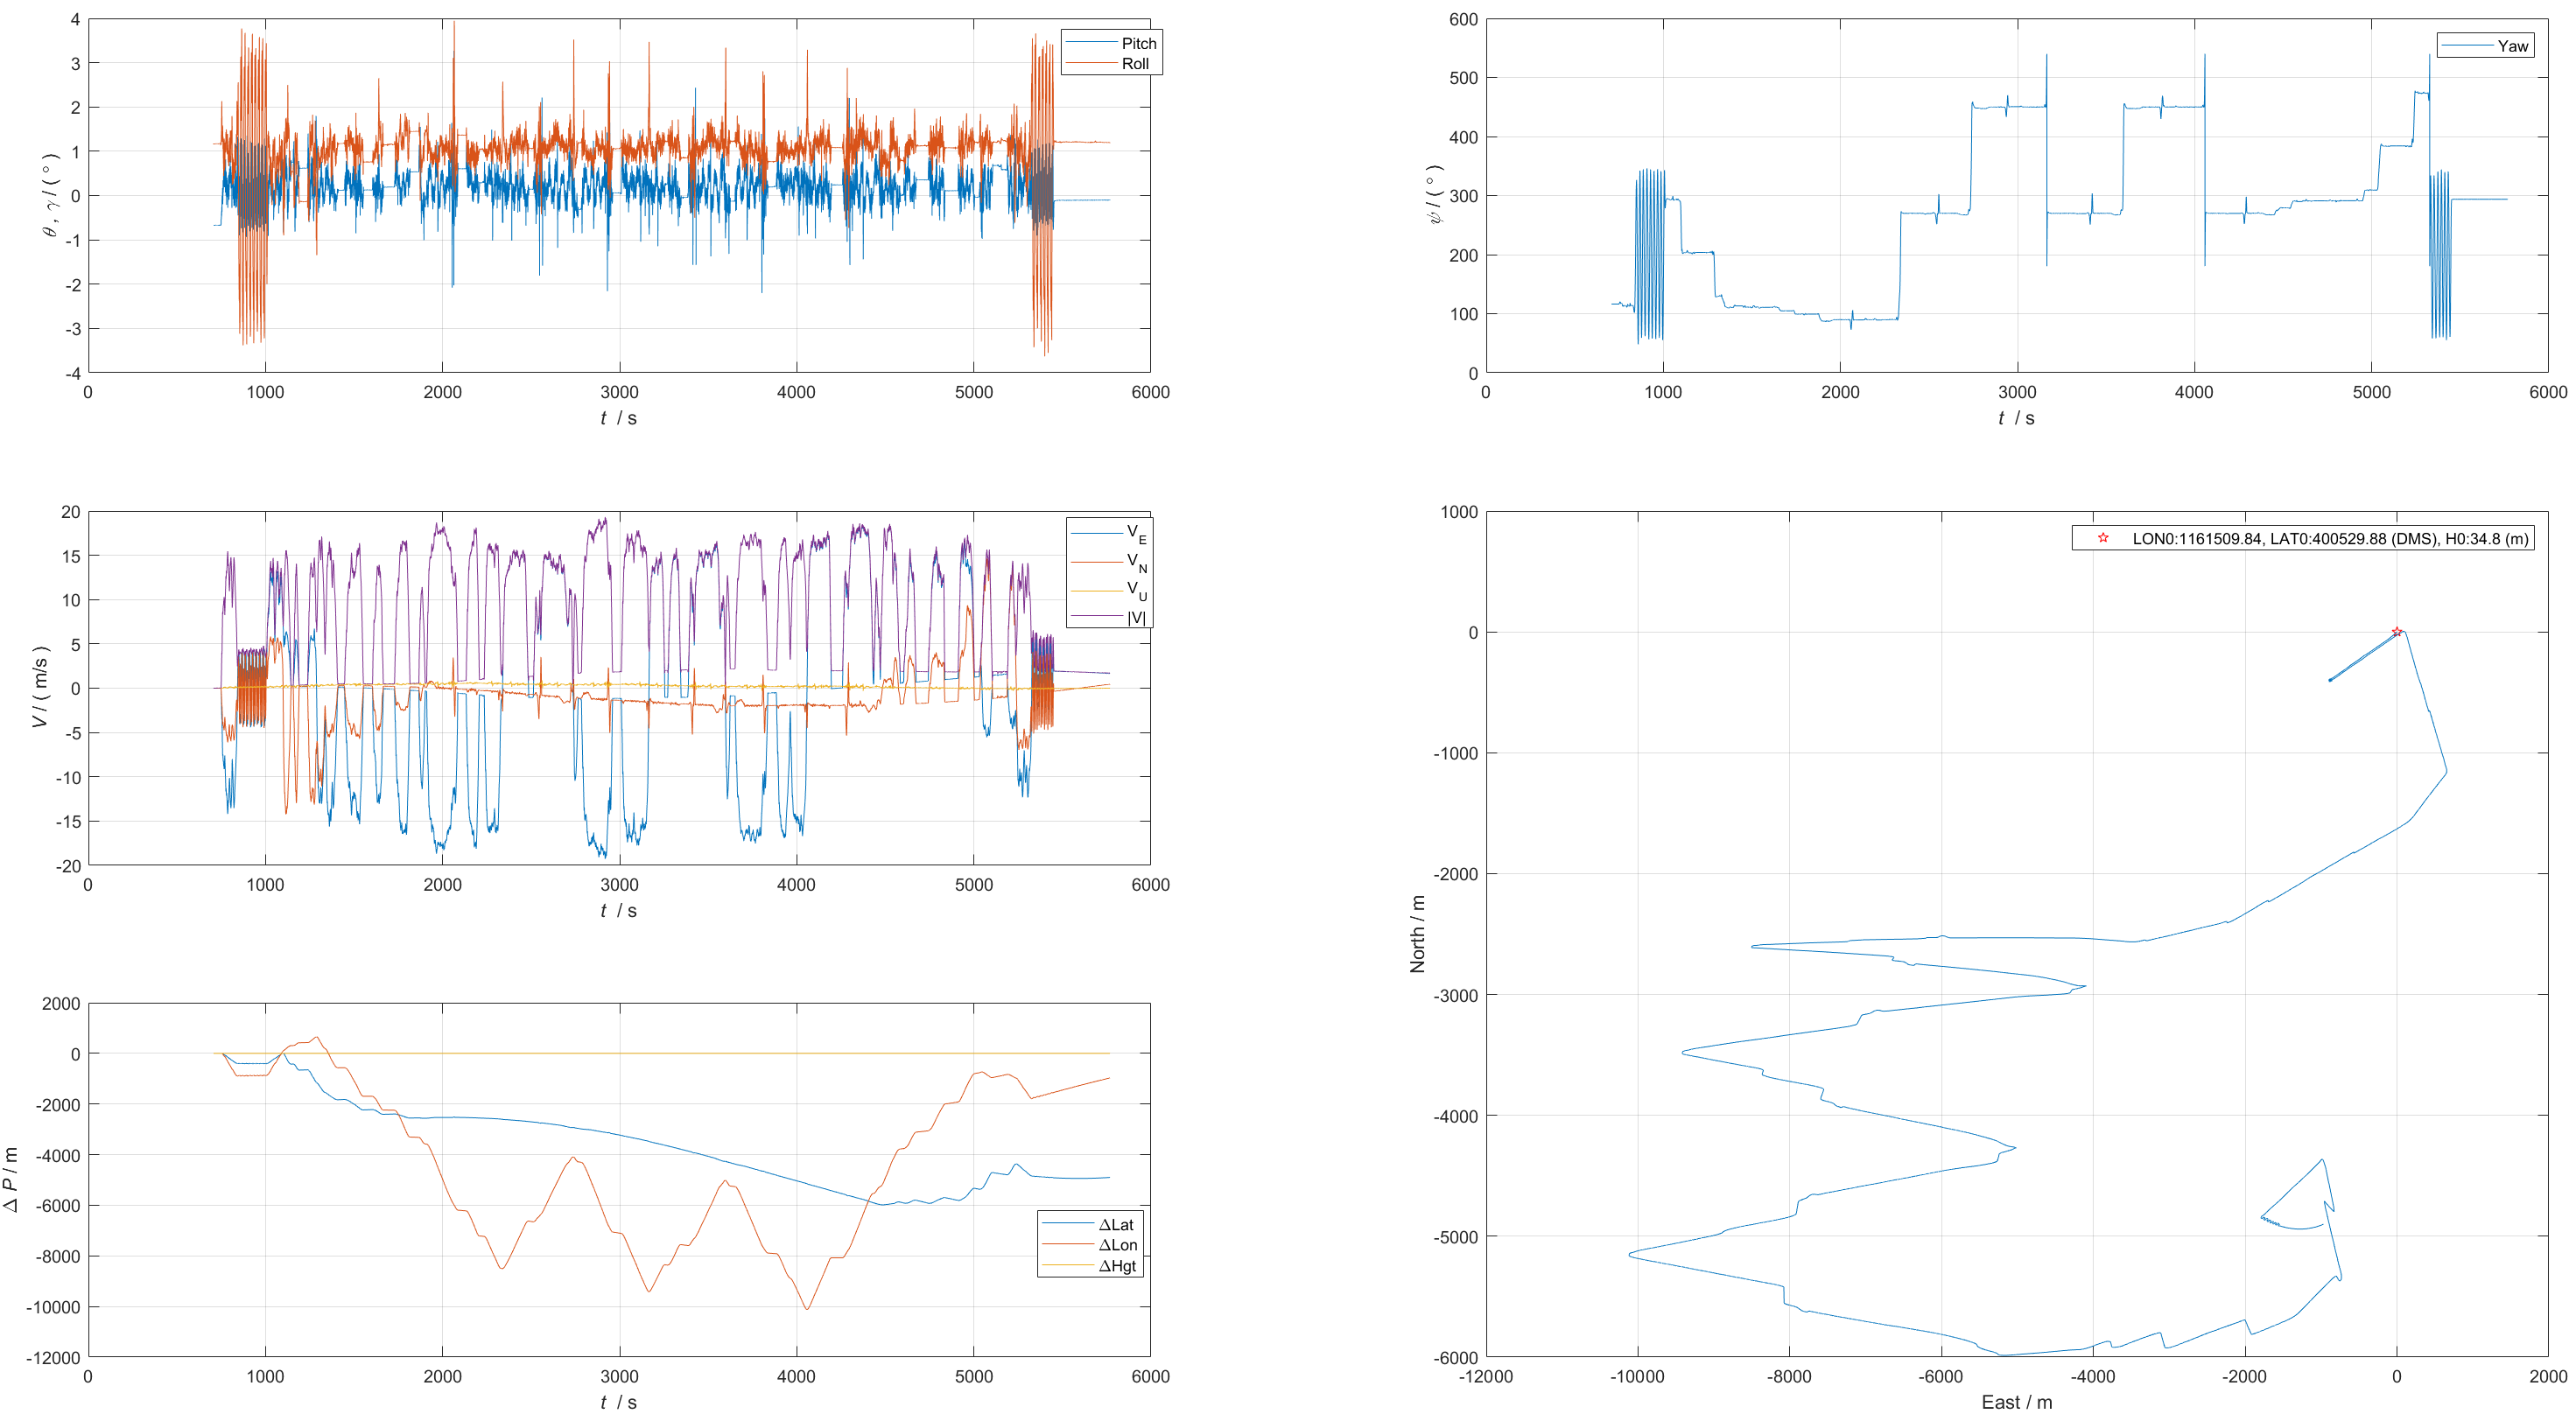 4
3
2
1
0
-1
-2
-3
-4
θ , γ / ( ° )
Pitch
Roll
0 1000 2000 3000 4000 5000 6000
t / s
600
500
400
300
200
100
0
ψ / ( ° )
Yaw
0 1000 2000 3000 4000 5000 6000
t / s
20
15
10
5
0
-5
-10
-15
-20
V / ( m/s )
V_E
V_N
V_U
|V|
0 1000 2000 3000 4000 5000 6000
t / s
2000
0
-2000
-4000
-6000
-8000
-10000
-12000
Δ P / m
ΔLat
ΔLon
ΔHgt
0 1000 2000 3000 4000 5000 6000
t / s
1000
0
-1000
-2000
-3000
-4000
-5000
-6000
North / m
LON0:1161509.84, LAT0:400529.88 (DMS), H0:34.8 (m)
-12000 -10000 -8000 -6000 -4000 -2000 0 2000
East / m